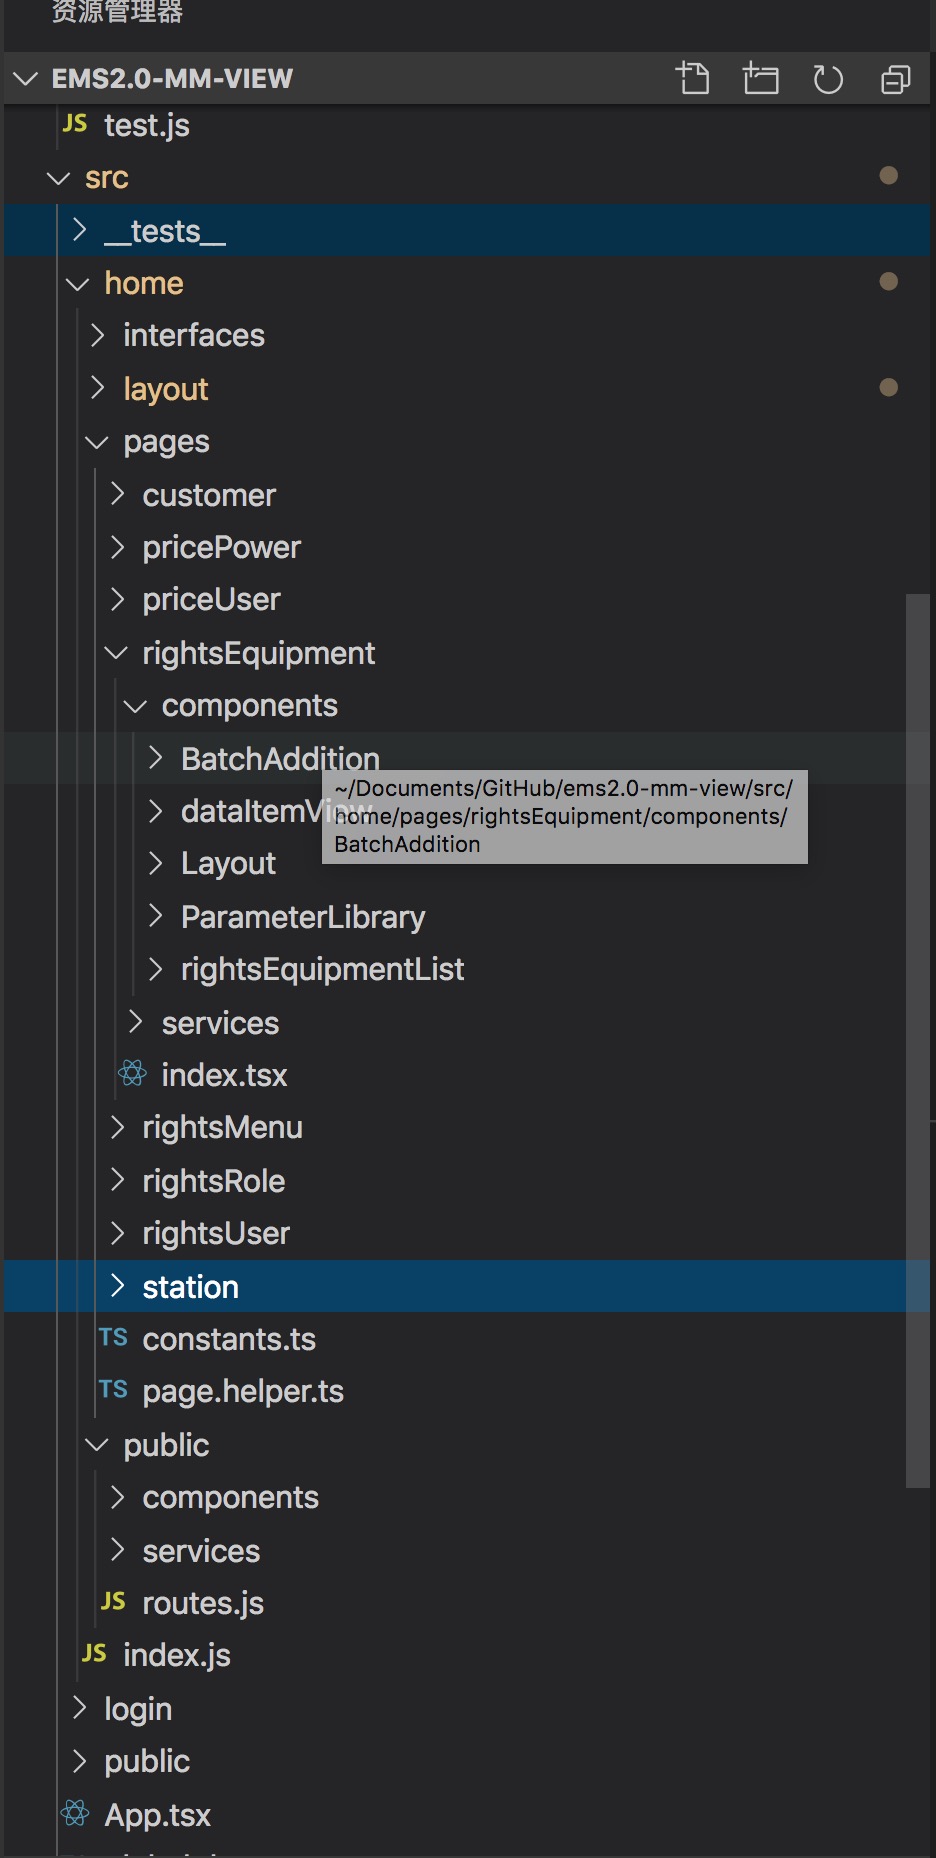 资源管理器
EMS2.0-MM-VIEW
JS test.js
src
__tests__
home
interfaces
layout
pages
customer
pricePower
priceUser
rightsEquipment
components
BatchAddition
~/Documents/GitHub/ems2.0-mm-view/src/
home/pages/rightsEquipment/components/
BatchAddition
dataItemView
Layout
ParameterLibrary
rightsEquipmentList
services
index.tsx
rightsMenu
rightsRole
rightsUser
station
TS constants.ts
TS page.helper.ts
public
components
services
JS routes.js
JS index.js
login
public
App.tsx